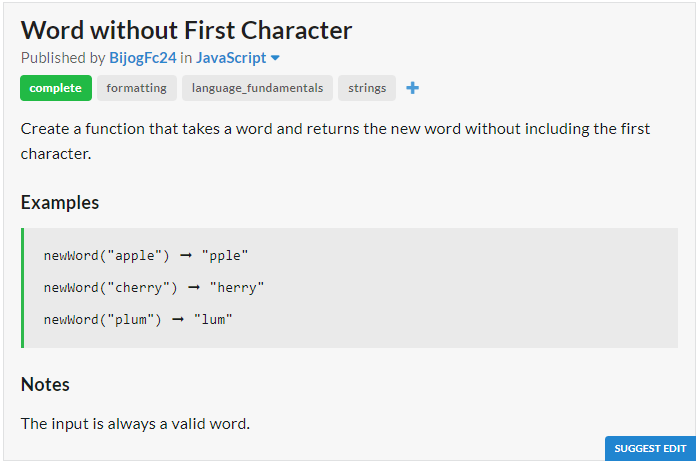 Word without First Character
Published by BijogFc24 in JavaScript
complete formatting language_fundamentals strings +
Create a function that takes a word and returns the new word without including the first
character.
Examples
newWord("apple") ➞ "pple"
newWord("cherry") ➞ "herry"
newWord("plum") ➞ "lum"
Notes
The input is always a valid word.
SUGGEST EDIT